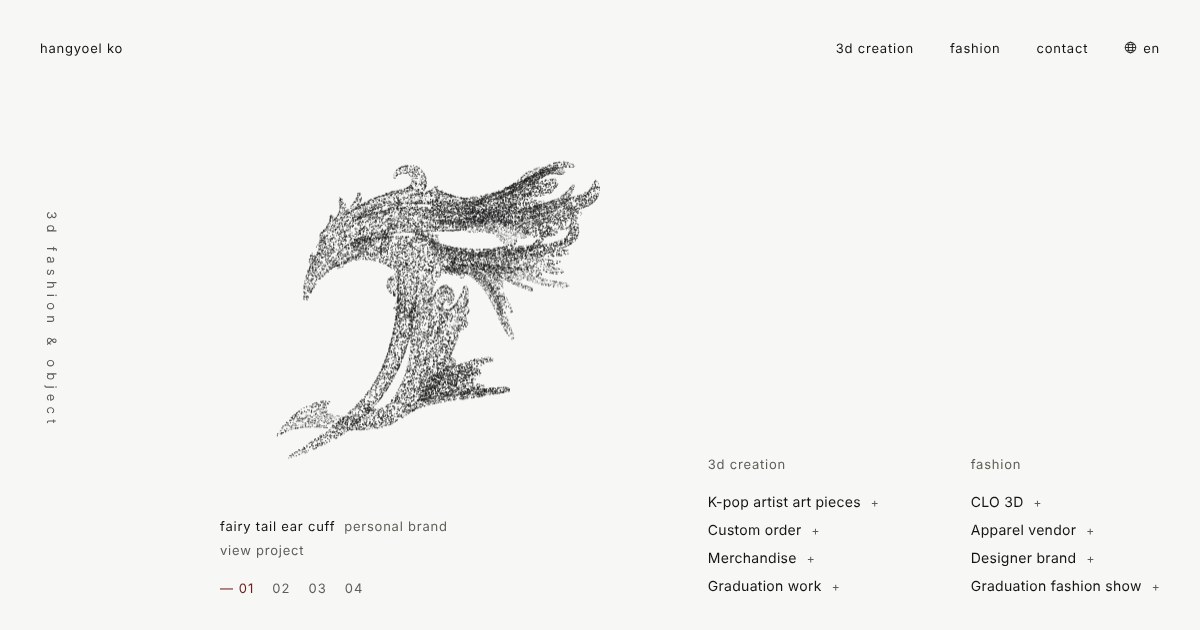 hangyoel ko
3d creation
fashion
contact
en
3d fashion & object
fairy tail ear cuff personal brand
view project
— 01 02 03 04
3d creation
K-pop artist art pieces +
Custom order +
Merchandise +
Graduation work +
fashion
CLO 3D +
Apparel vendor +
Designer brand +
Graduation fashion show +